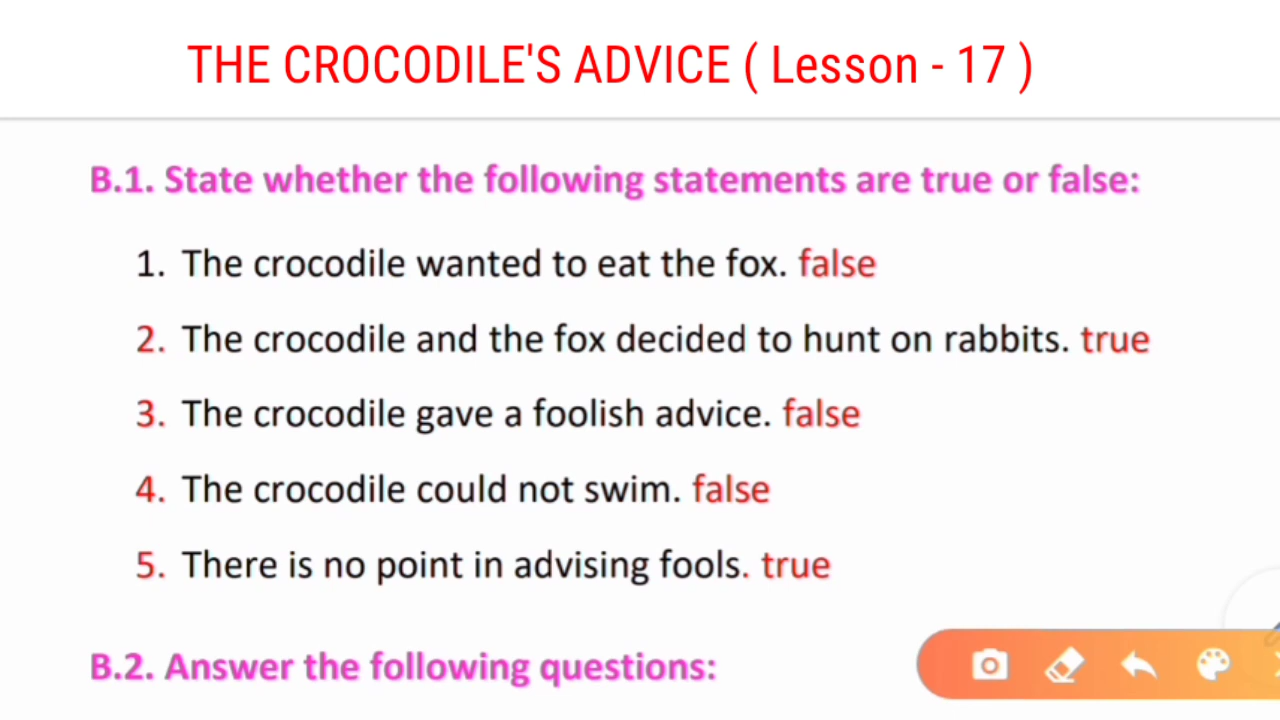 THE CROCODILE'S ADVICE ( Lesson - 17 )
B.1. State whether the following statements are true or false:
1. The crocodile wanted to eat the fox. false
2. The crocodile and the fox decided to hunt on rabbits. true
3. The crocodile gave a foolish advice. false
4. The crocodile could not swim. false
5. There is no point in advising fools. true
B.2. Answer the following questions: